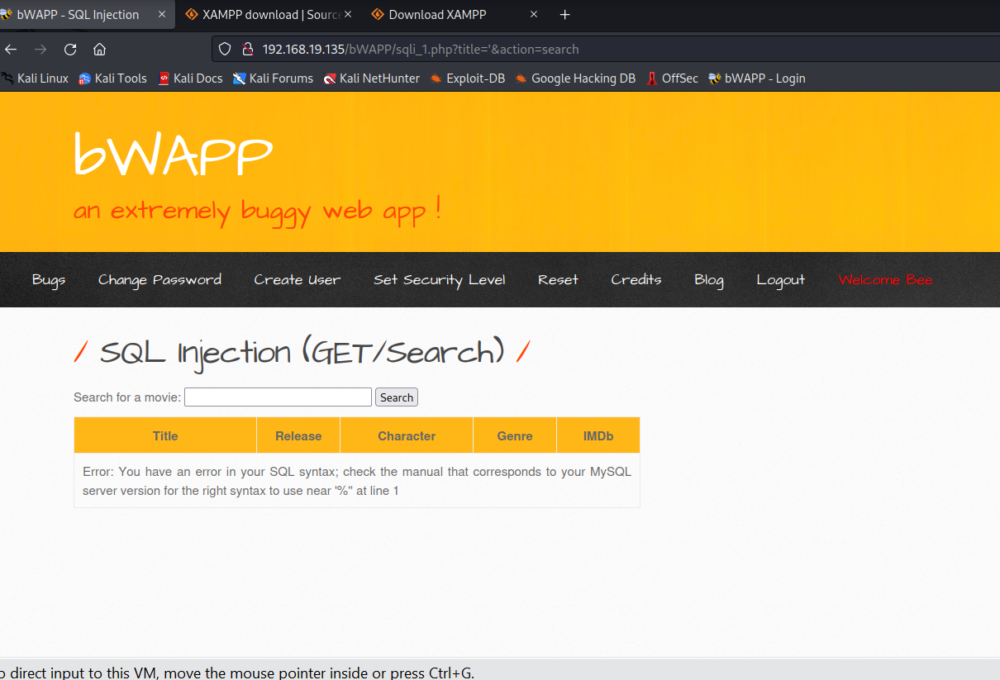 bWAPP - SQL Injection × XAMPP download | Sourc × Download XAMPP × +
192.168.19.135/bWAPP/sqli_1.php?title='&action=search
Kali Linux Kali Tools Kali Docs Kali Forums Kali NetHunter Exploit-DB Google Hacking DB OffSec bWAPP - Login
bWAPP
an extremely buggy web app !
Bugs Change Password Create User Set Security Level Reset Credits Blog Logout Welcome Bee
/ SQL Injection (GET/Search) /
Search for a movie: Search
Title Release Character Genre IMDb
Error: You have an error in your SQL syntax; check the manual that corresponds to your MySQL
server version for the right syntax to use near '%'' at line 1
o direct input to this VM, move the mouse pointer inside or press Ctrl+G.